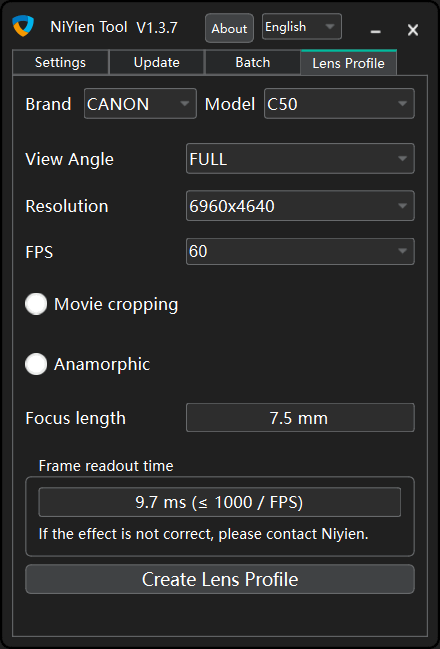 NiYien Tool V1.3.7 About English
Settings Update Batch Lens Profile
Brand CANON Model C50
View Angle FULL
Resolution 6960x4640
FPS 60
Movie cropping
Anamorphic
Focus length 7.5 mm
Frame readout time
9.7 ms (≤ 1000 / FPS)
If the effect is not correct, please contact Niyien.
Create Lens Profile